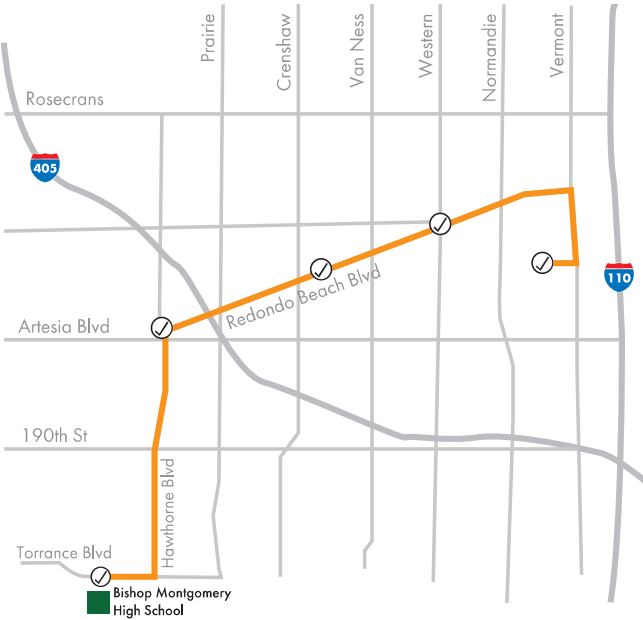 Prairie
Crenshaw
Van Ness
Western
Normandie
Vermont
Rosecrans
405
110
Redondo Beach Blvd
Artesia Blvd
190th St
Hawthorne Blvd
Torrance Blvd
Bishop Montgomery
High School